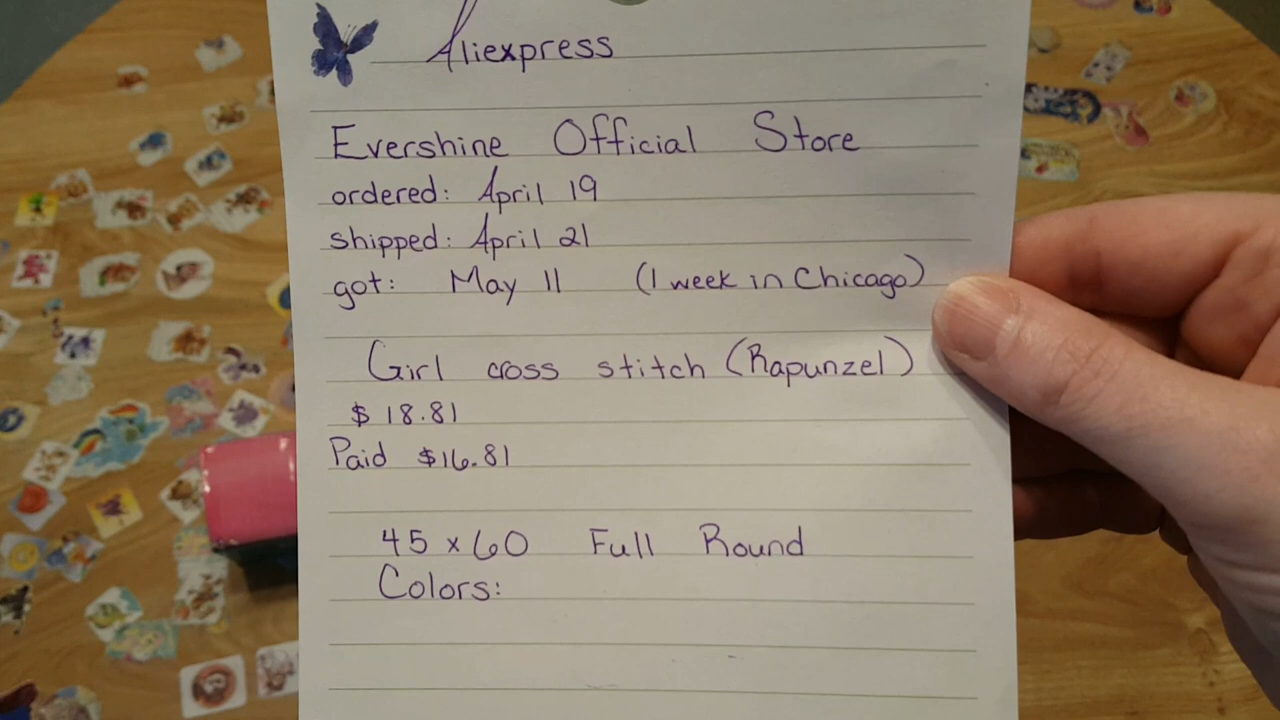 Aliexpress
Evershine Official Store
ordered: April 19
shipped: April 21
got: May 11 (1 week in Chicago)
Girl cross stitch (Rapunzel)
$ 18.81
Paid $16.81
45 x 60 Full Round
Colors: